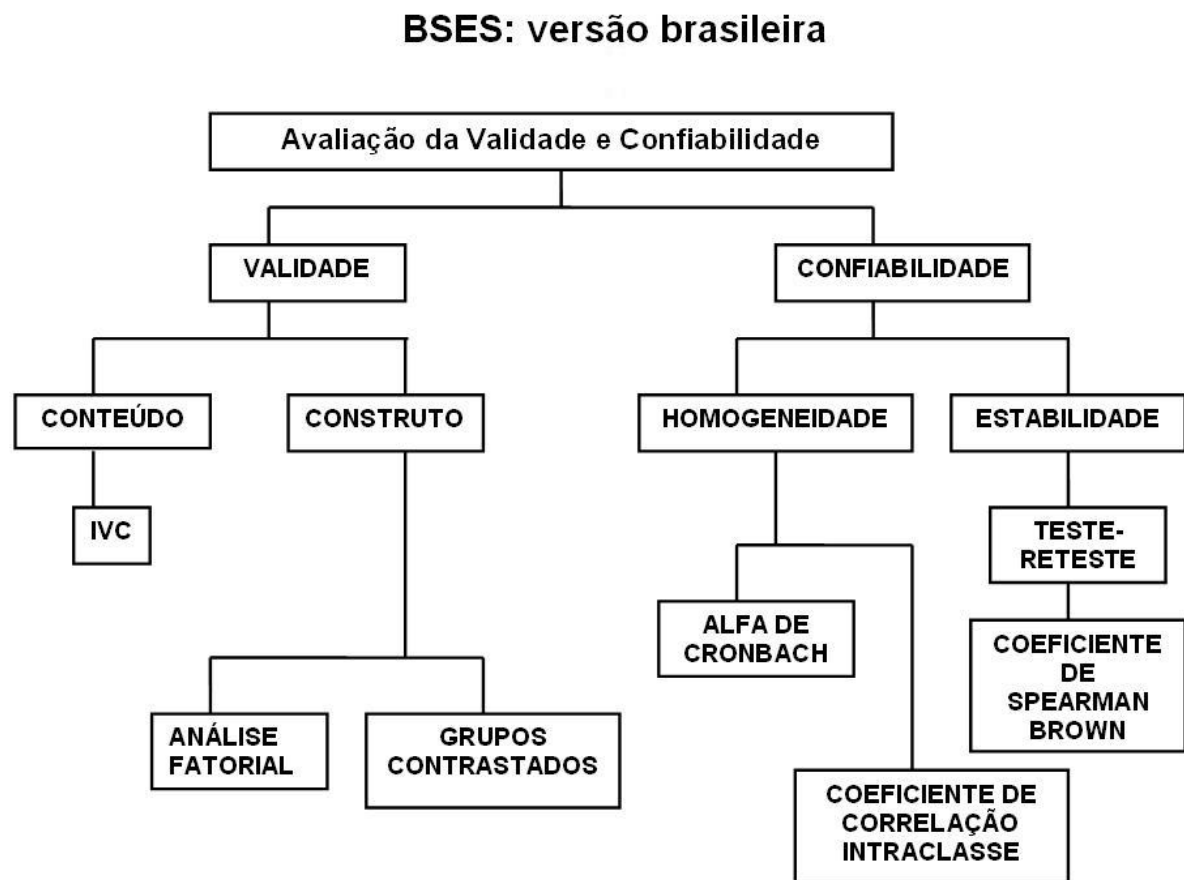 BSES: versão brasileira
Avaliação da Validade e Confiabilidade
VALIDADE
CONFIABILIDADE
CONTEÚDO
CONSTRUTO
HOMOGENEIDADE
ESTABILIDADE
IVC
TESTE-
RETESTE
ALFA DE
CRONBACH
COEFICIENTE
DE
SPEARMAN
BROWN
ANÁLISE
FATORIAL
GRUPOS
CONTRASTADOS
COEFICIENTE DE
CORRELAÇÃO
INTRACLASSE